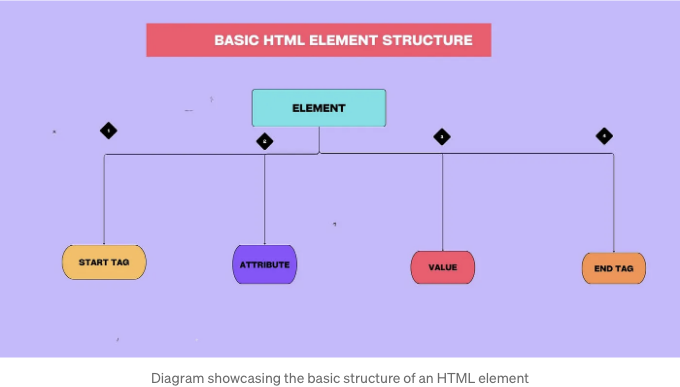 BASIC HTML ELEMENT STRUCTURE
ELEMENT
1
2
3
4
START TAG
ATTRIBUTE
VALUE
END TAG
Diagram showcasing the basic structure of an HTML element